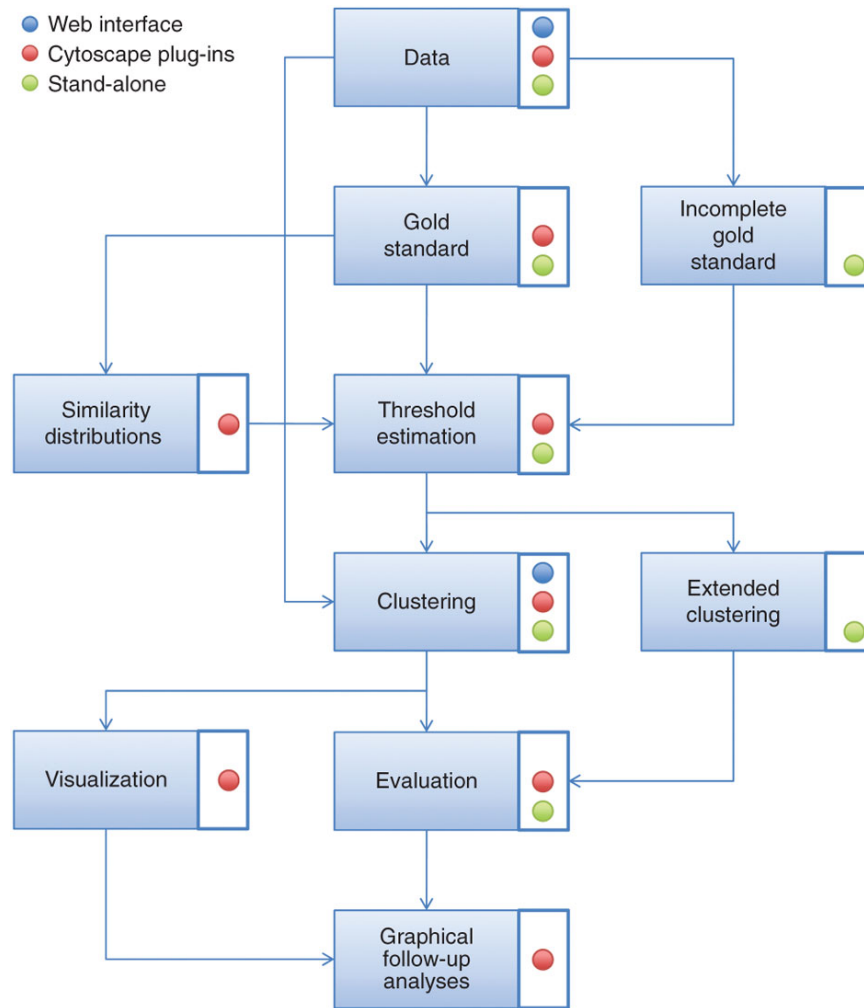 Web interface
Cytoscape plug-ins
Stand-alone
Data
Gold
standard
Incomplete
gold
standard
Similarity
distributions
Threshold
estimation
Clustering
Extended
clustering
Visualization
Evaluation
Graphical
follow-up
analyses